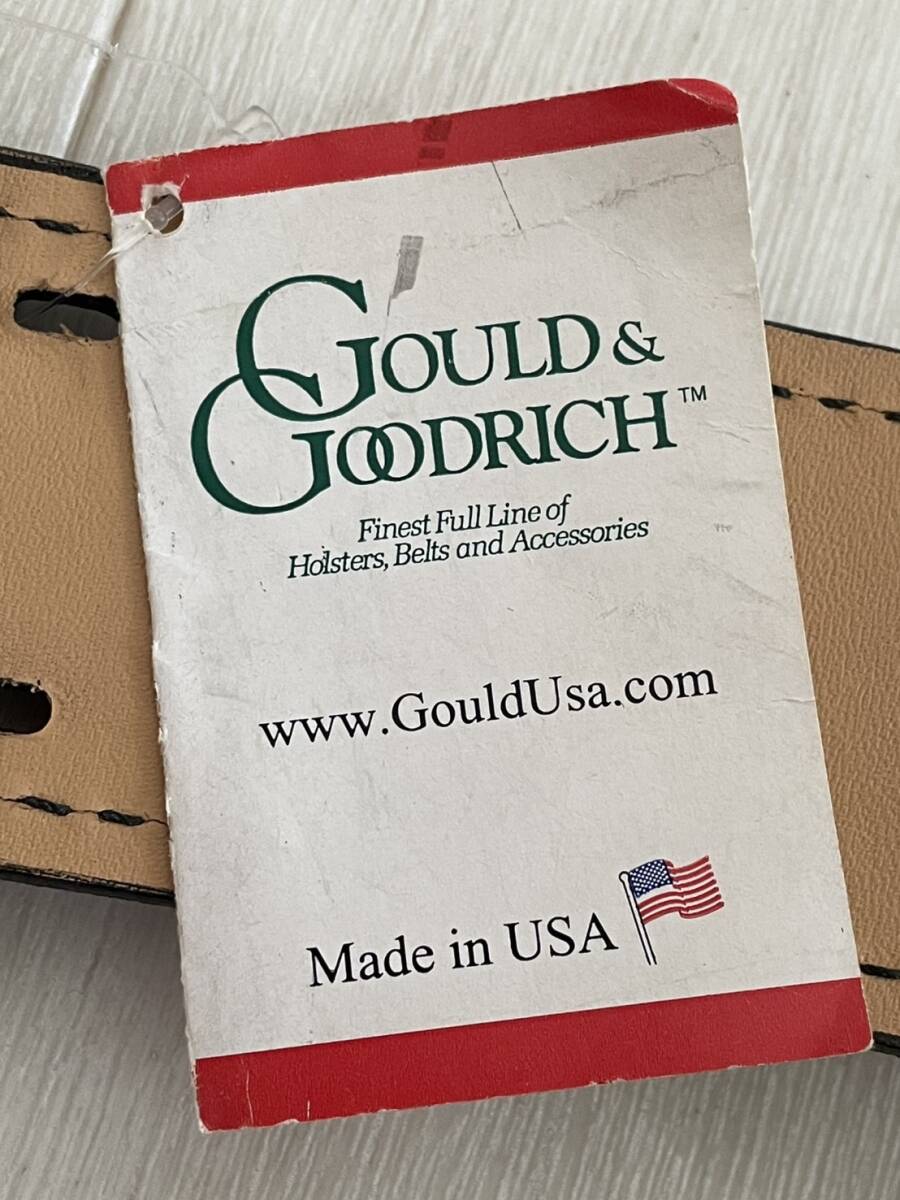 GOULD &
GOODRICH™
Finest Full Line of
Holsters, Belts and Accessories
www.GouldUsa.com
Made in USA